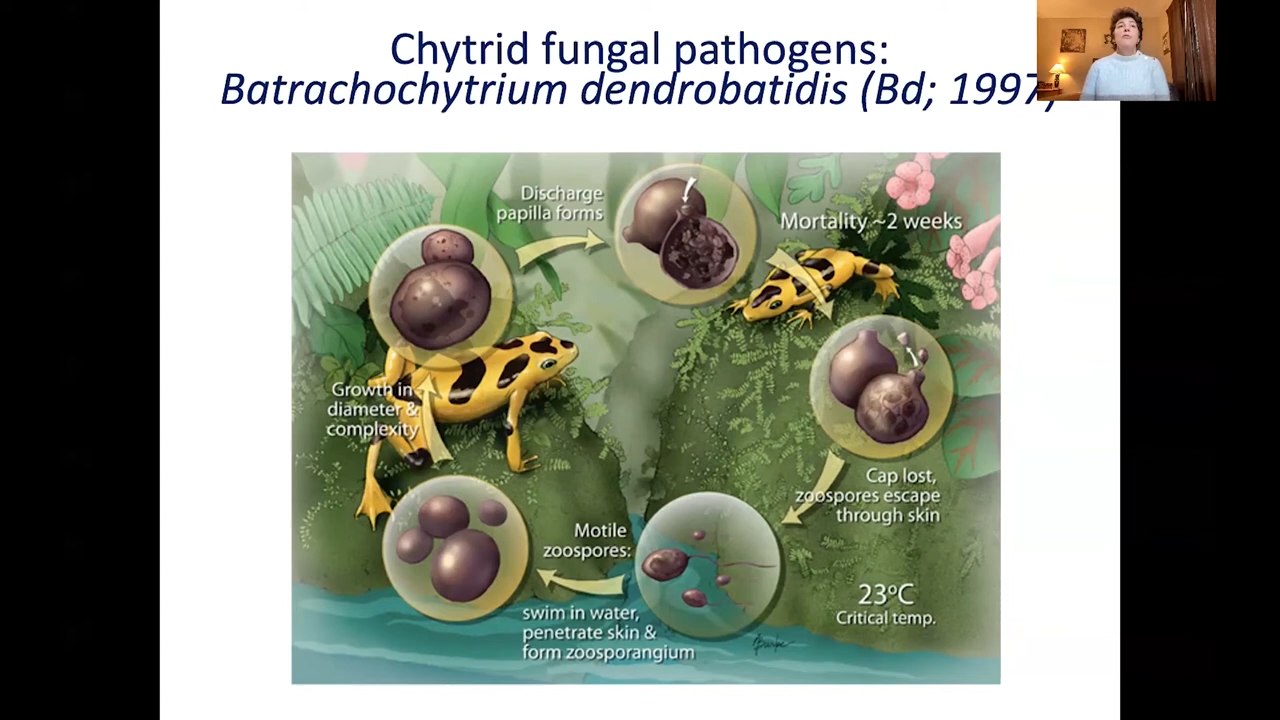 Chytrid fungal pathogens:
Batrachochytrium dendrobatidis (Bd; 1997)
Discharge
papilla forms
Mortality ~2 weeks
Growth in
diameter &
complexity
Cap lost,
zoospores escape
through skin
Motile
zoospores:
swim in water,
penetrate skin &
form zoosporangium
23ºC
Critical temp.